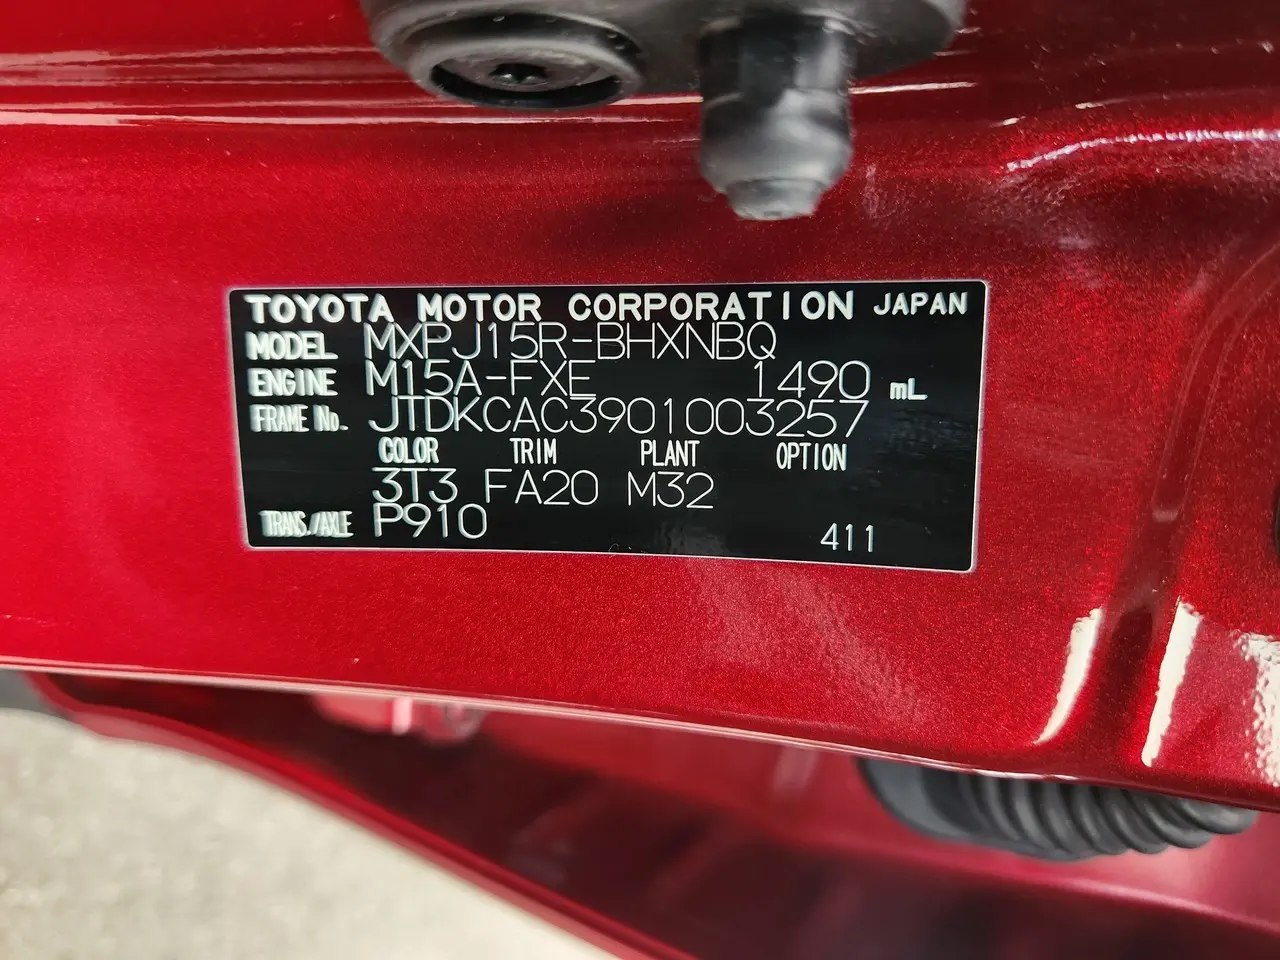 TOYOTA MOTOR CORPORATION JAPAN
MODEL MXPJ15R-BHXNBQ
ENGINE M15A-FXE 1490 mL
FRAME No. JTDKCAC3901003257
COLOR TRIM PLANT OPTION
3T3 FA20 M32
TRANS./AXLE P910 411